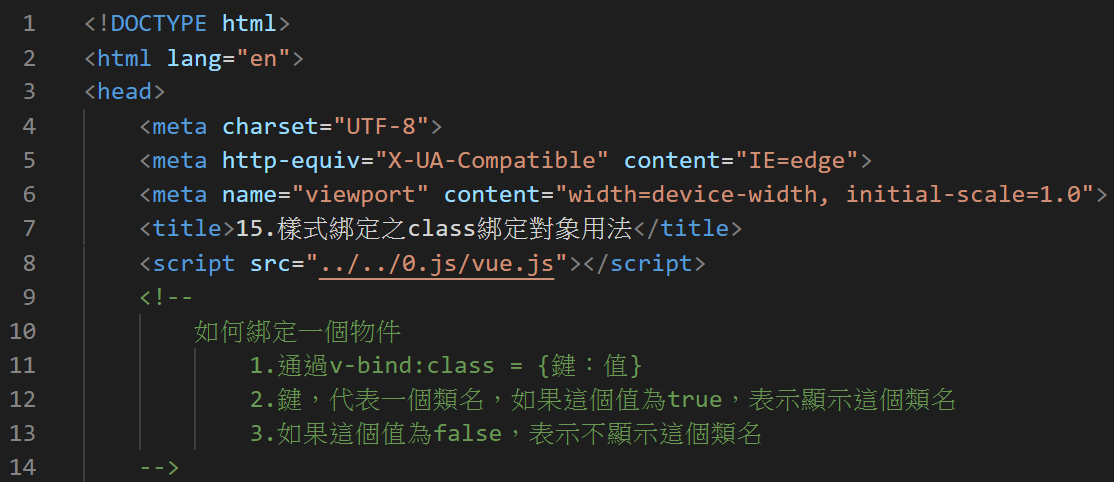 1 <!DOCTYPE html>
2 <html lang="en">
3 <head>
4 <meta charset="UTF-8">
5 <meta http-equiv="X-UA-Compatible" content="IE=edge">
6 <meta name="viewport" content="width=device-width, initial-scale=1.0">
7 <title>15.樣式綁定之class綁定對象用法</title>
8 <script src="../../0.js/vue.js"></script>
9 <!--
10 如何綁定一個物件
11 1.通過v-bind:class = {鍵：值}
12 2.鍵，代表一個類名，如果這個值為true，表示顯示這個類名
13 3.如果這個值為false，表示不顯示這個類名
14 -->